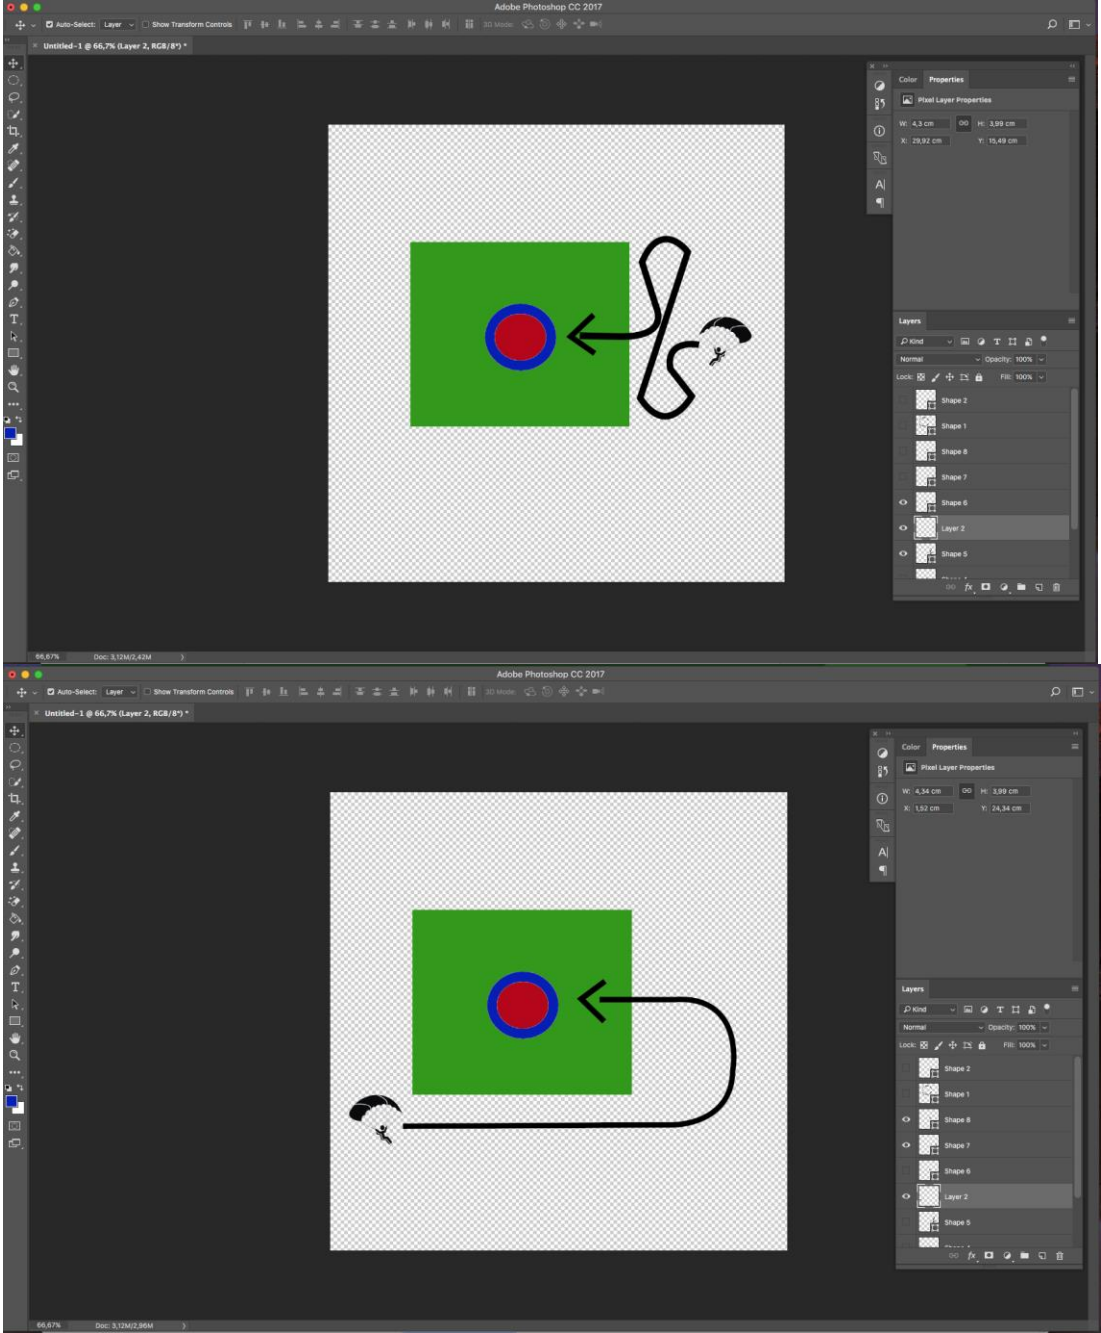 Adobe Photoshop CC 2017
Auto-Select: Layer Show Transform Controls 3D Mode:
× Untitled-1 @ 66,7% (Layer 2, RGB/8*) *
Color Properties
Pixel Layer Properties
W: 4,3 cm H: 3,99 cm
X: 29,92 cm Y: 15,49 cm
Layers
Kind
Normal Opacity: 100%
Lock: Fill: 100%
Shape 2
Shape 1
Shape 8
Shape 7
Shape 6
Layer 2
Shape 5
66,67% Doc: 3,12M/2,42M
Adobe Photoshop CC 2017
Auto-Select: Layer Show Transform Controls 3D Mode:
× Untitled-1 @ 66,7% (Layer 2, RGB/8*) *
Color Properties
Pixel Layer Properties
W: 4,34 cm H: 3,99 cm
X: 1,52 cm Y: 24,34 cm
Layers
Kind
Normal Opacity: 100%
Lock: Fill: 100%
Shape 2
Shape 1
Shape 8
Shape 7
Shape 6
Layer 2
Shape 5
66,67% Doc: 3,12M/2,96M